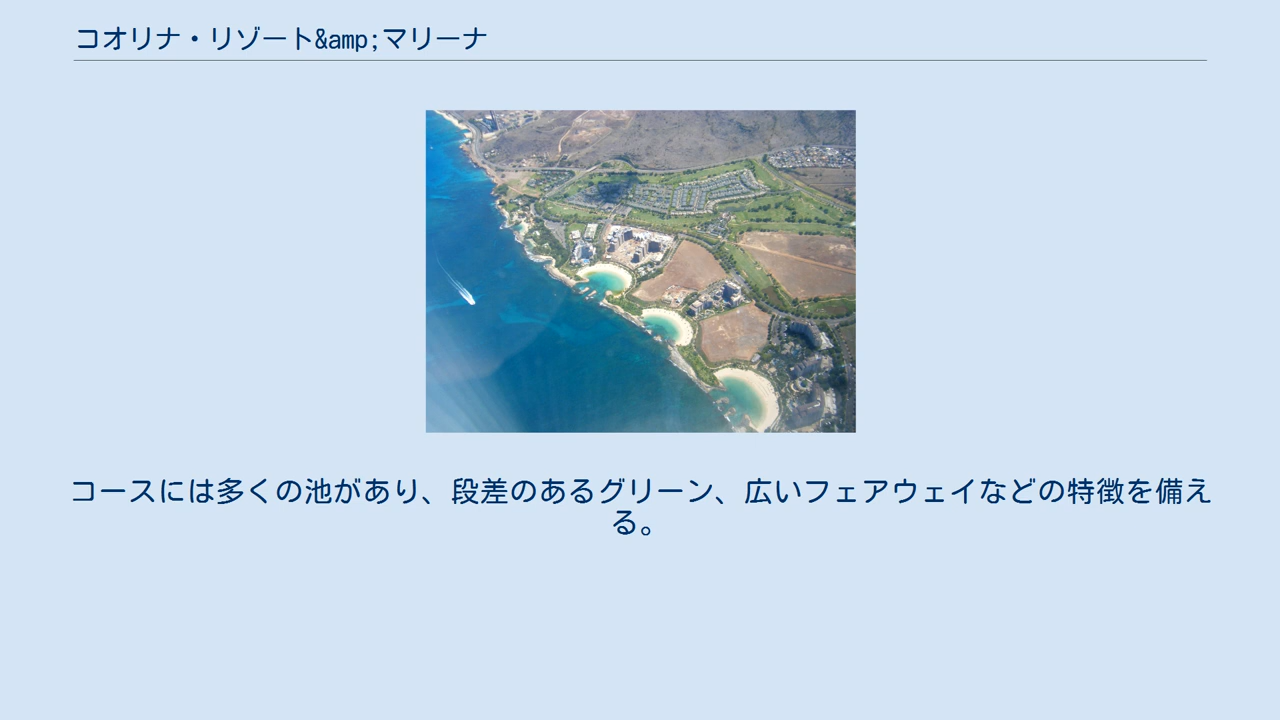 コオリナ・リゾート&amp;マリーナ
コースには多くの池があり、段差のあるグリーン、広いフェアウェイなどの特徴を備え
る。